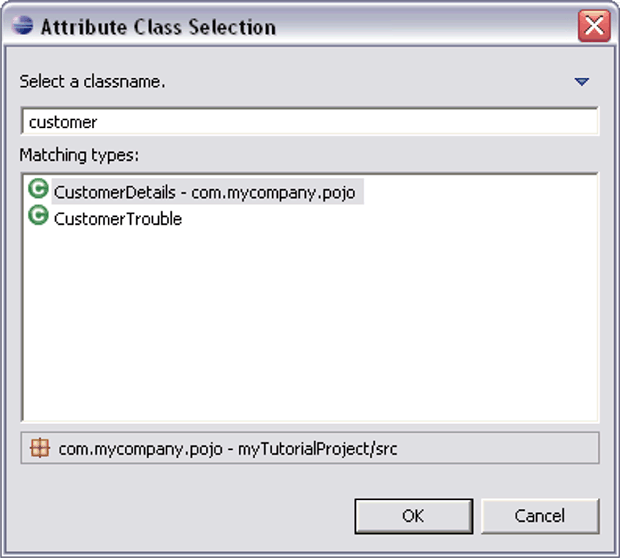 Attribute Class Selection
Select a classname.
customer
Matching types:
CustomerDetails - com.mycompany.pojo
CustomerTrouble
com.mycompany.pojo - myTutorialProject/src
OK
Cancel